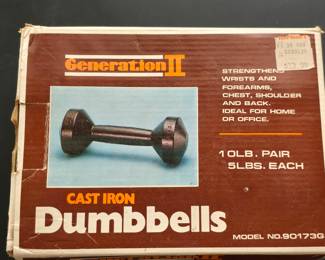 Generation II
STRENGTHENS
WRISTS AND
FOREARMS,
CHEST, SHOULDER
AND BACK.
IDEAL FOR HOME
OR OFFICE.
10LB. PAIR
5LBS. EACH
CAST IRON
Dumbbells
MODEL NO.90173G